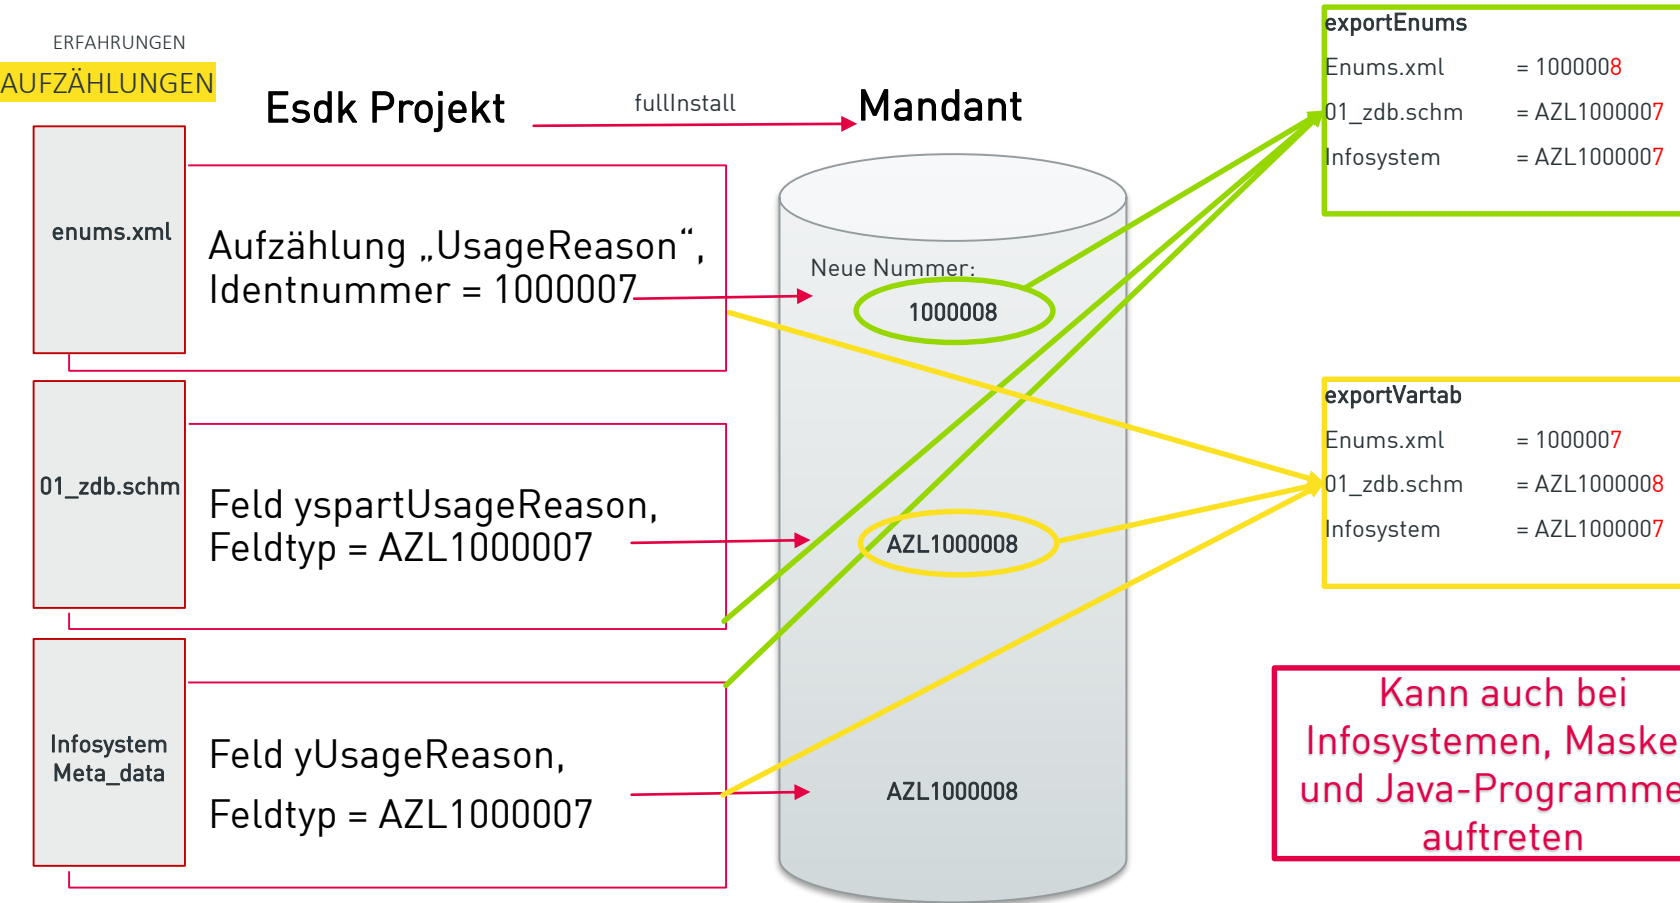 ERFAHRUNGEN
AUFZÄHLUNGEN
Esdk Projekt
fullInstall
Mandant
enums.xml
Aufzählung „UsageReason“,
Identnummer = 1000007
01_zdb.schm
Feld yspartUsageReason,
Feldtyp = AZL1000007
Infosystem
Meta_data
Feld yUsageReason,
Feldtyp = AZL1000007
Neue Nummer:
1000008
AZL1000008
AZL1000008
exportEnums
Enums.xml = 1000008
01_zdb.schm = AZL1000007
Infosystem = AZL1000007
exportVartab
Enums.xml = 1000007
01_zdb.schm = AZL1000008
Infosystem = AZL1000007
Kann auch bei
Infosystemen, Maske
und Java-Programme
auftreten